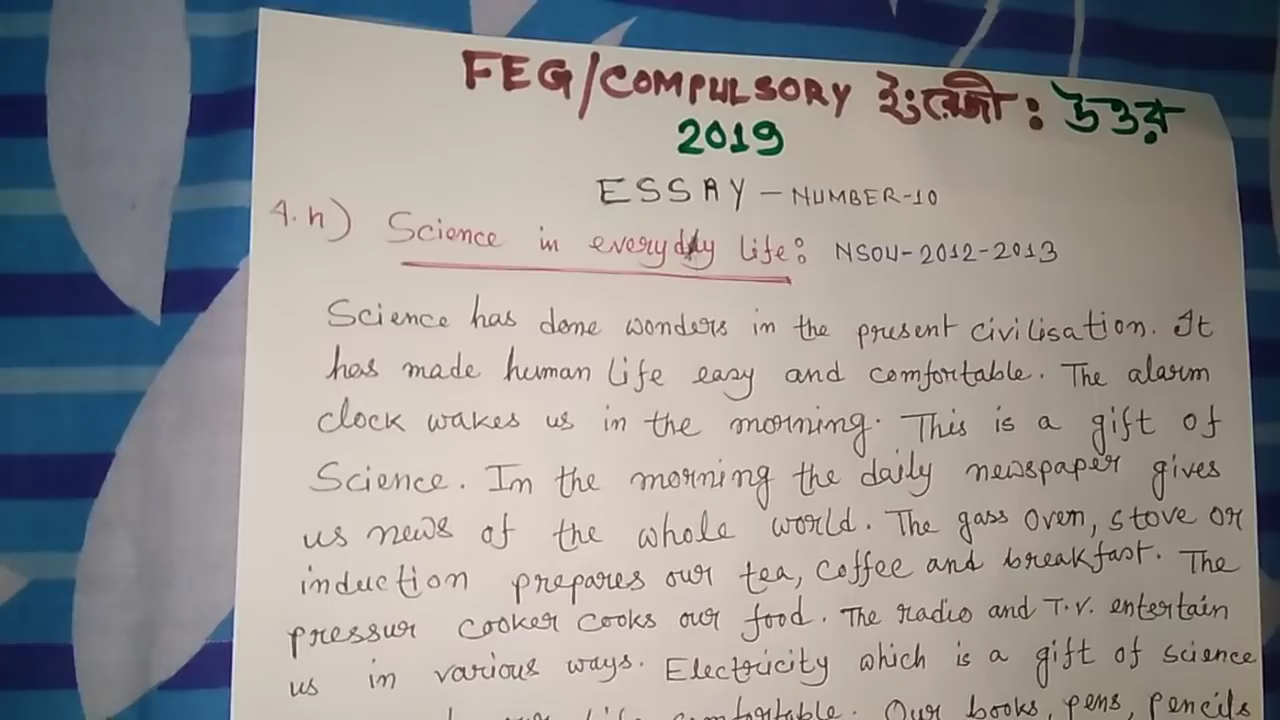 FEG/COMPULSORY ইংরেজী : উত্তর
2019
ESSAY - NUMBER-10
4.h) Science in everyday life: NSOU-2012-2013
Science has done wonders in the present civilisation. It
has made human life easy and comfortable. The alarm
clock wakes us in the morning. This is a gift of
Science. In the morning the daily newspaper gives
us news of the whole world. The gass oven, stove or
induction prepares our tea, coffee and breakfast. The
pressur cooker cooks our food. The radio and T.V. entertain
us in various ways. Electricity which is a gift of science
comfortable. Our books, pens, pencils